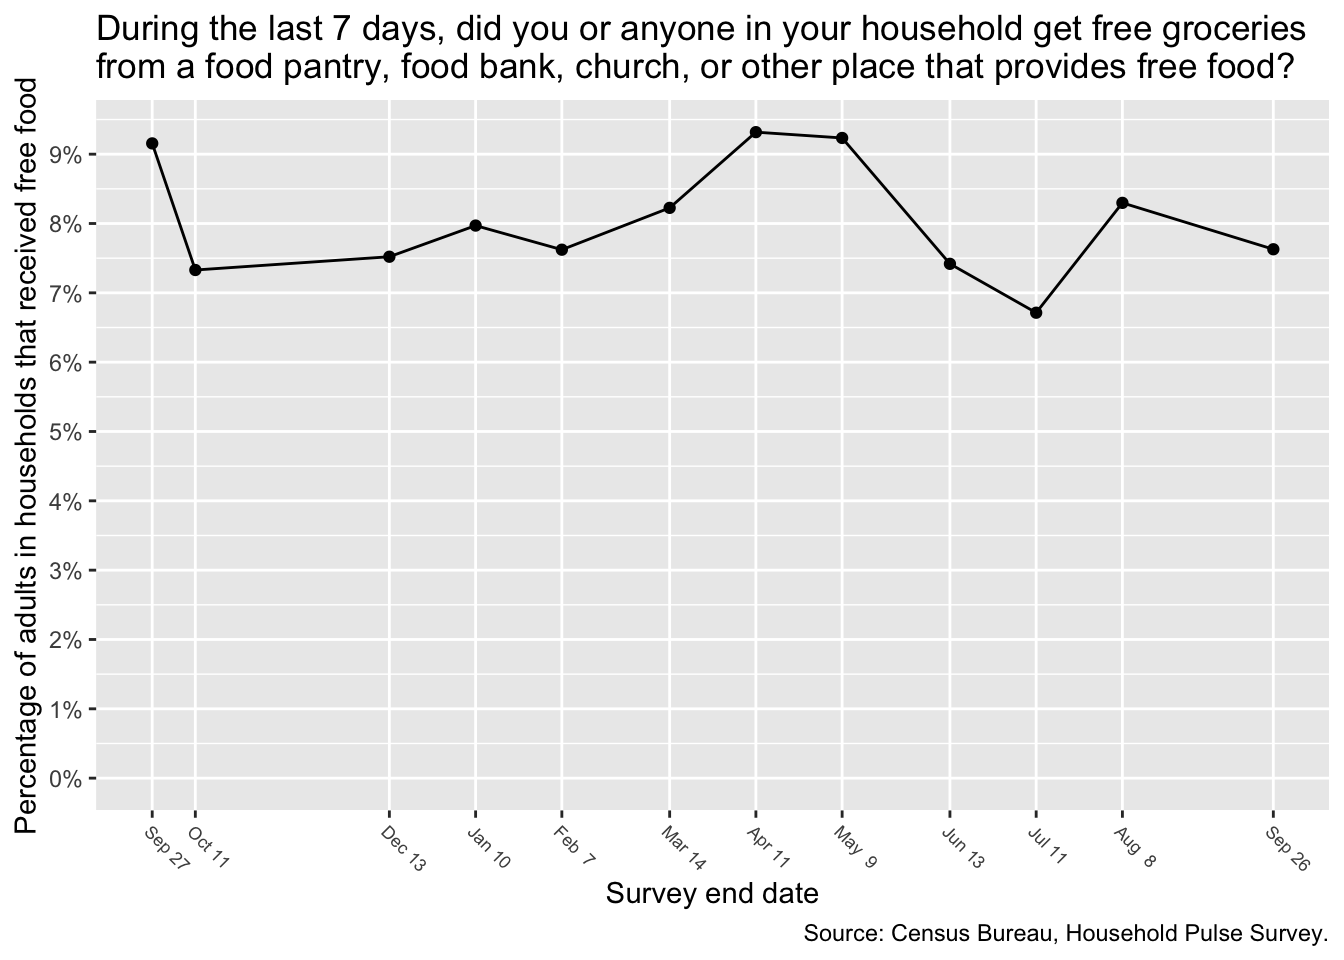 During the last 7 days, did you or anyone in your household get free groceries
from a food pantry, food bank, church, or other place that provides free food?
Percentage of adults in households that received free food
9%
8%
7%
6%
5%
4%
3%
2%
1%
0%
Sep 27
Oct 11
Dec 13
Jan 10
Feb 7
Mar 14
Apr 11
May 9
Jun 13
Jul 11
Aug 8
Sep 26
Survey end date
Source: Census Bureau, Household Pulse Survey.